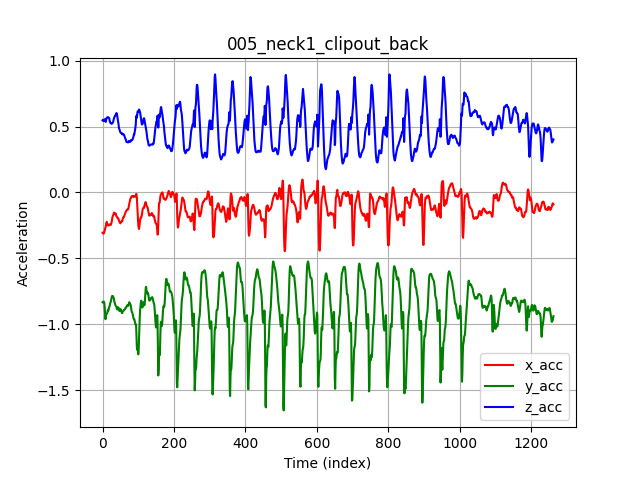 005_neck1_clipout_back
1.0
0.5
0.0
−0.5
−1.0
−1.5
Acceleration
x_acc
y_acc
z_acc
0 200 400 600 800 1000 1200
Time (index)